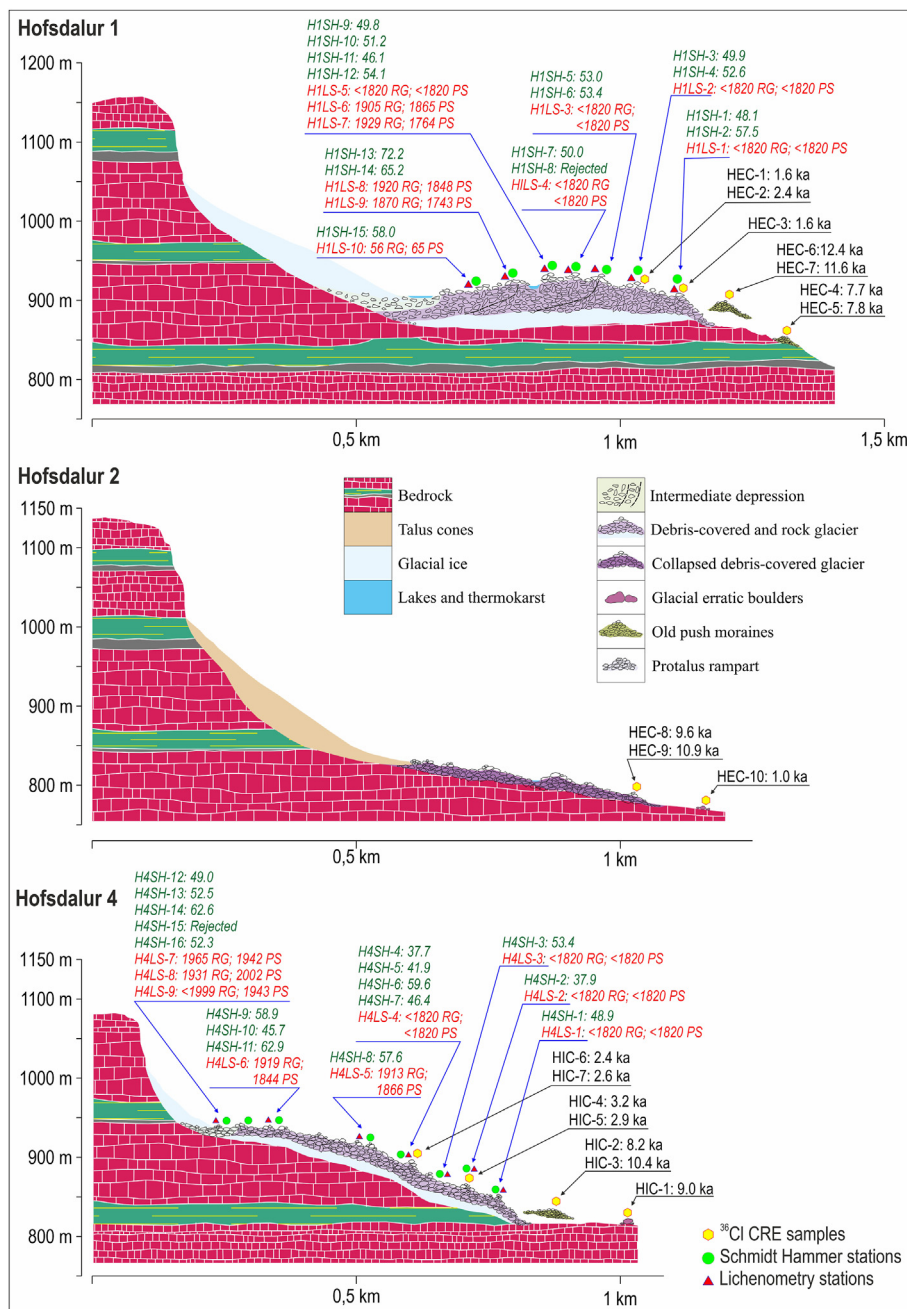 Hofsdalur 1
H1SH-9: 49.8
H1SH-10: 51.2
H1SH-11: 46.1
H1SH-12: 54.1
H1LS-5: <1820 RG; <1820 PS
H1LS-6: 1905 RG; 1865 PS
H1LS-7: 1929 RG; 1764 PS
H1SH-5: 53.0
H1SH-6: 53.4
H1LS-3: <1820 RG;
<1820 PS
H1SH-3: 49.9
H1SH-4: 52.6
H1LS-2: <1820 RG; <1820 PS
H1SH-1: 48.1
H1SH-2: 57.5
H1LS-1: <1820 RG; <1820 PS
H1SH-13: 72.2
H1SH-14: 65.2
H1LS-8: 1920 RG; 1848 PS
H1LS-9: 1870 RG; 1743 PS
H1SH-7: 50.0
H1SH-8: Rejected
HILS-4: <1820 RG
<1820 PS
HEC-1: 1.6 ka
HEC-2: 2.4 ka
HEC-3: 1.6 ka
HEC-6:12.4 ka
HEC-7: 11.6 ka
HEC-4: 7.7 ka
HEC-5: 7.8 ka
H1SH-15: 58.0
H1LS-10: 56 RG; 65 PS
1200 m
1100 m
1000 m
900 m
800 m
0,5 km
1 km
1,5 km
Hofsdalur 2
1150 m
1100 m
1000 m
900 m
800 m
Bedrock
Talus cones
Glacial ice
Lakes and thermokarst
Intermediate depression
Debris-covered and rock glacier
Collapsed debris-covered glacier
Glacial erratic boulders
Old push moraines
Protalus rampart
HEC-8: 9.6 ka
HEC-9: 10.9 ka
HEC-10: 1.0 ka
0,5 km
1 km
Hofsdalur 4
H4SH-12: 49.0
H4SH-13: 52.5
H4SH-14: 62.6
H4SH-15: Rejected
H4SH-16: 52.3
H4LS-7: 1965 RG; 1942 PS
H4LS-8: 1931 RG; 2002 PS
H4LS-9: <1999 RG; 1943 PS
H4SH-9: 58.9
H4SH-10: 45.7
H4SH-11: 62.9
H4LS-6: 1919 RG;
1844 PS
H4SH-4: 37.7
H4SH-5: 41.9
H4SH-6: 59.6
H4SH-7: 46.4
H4LS-4: <1820 RG;
<1820 PS
H4SH-8: 57.6
H4LS-5: 1913 RG;
1866 PS
H4SH-3: 53.4
H4LS-3: <1820 RG; <1820 PS
H4SH-2: 37.9
H4LS-2: <1820 RG; <1820 PS
H4SH-1: 48.9
H4LS-1: <1820 RG; <1820 PS
HIC-6: 2.4 ka
HIC-7: 2.6 ka
HIC-4: 3.2 ka
HIC-5: 2.9 ka
HIC-2: 8.2 ka
HIC-3: 10.4 ka
HIC-1: 9.0 ka
1150 m
1100 m
1000 m
900 m
800 m
0,5 km
1 km
³⁶Cl CRE samples
Schmidt Hammer stations
Lichenometry stations